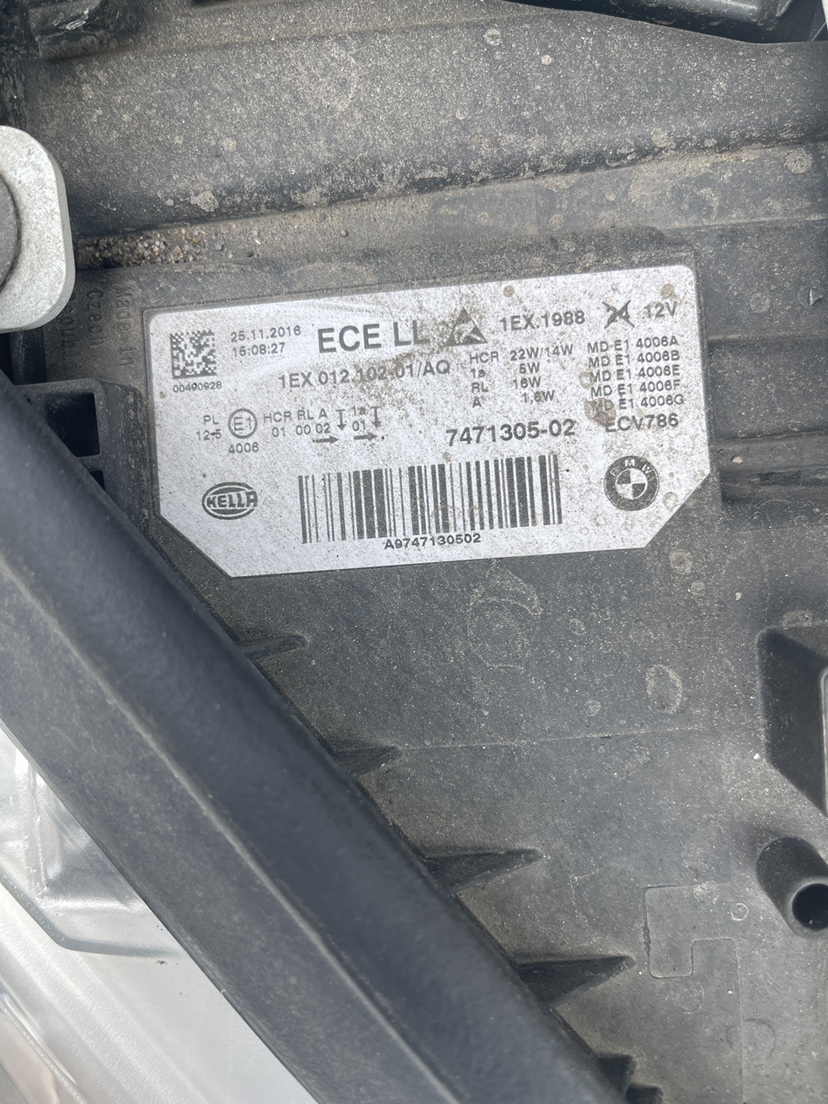 25.11.2016
15:08:27
00490928
ECE LL
1EX.1988
24 12V
1EX 012.102.01/AQ
HCR 22W/14W
1a 5W
RL 16W
A 1.6W
MD E1 4006A
MD E1 4006B
MD E1 4006E
MD E1 4006F
MD E1 4006G
PL
12.5
E1
4006
HCR RL A 1a
01 00 02 01
7471305-02
ECV786
HELLA
BMW
A9747130502